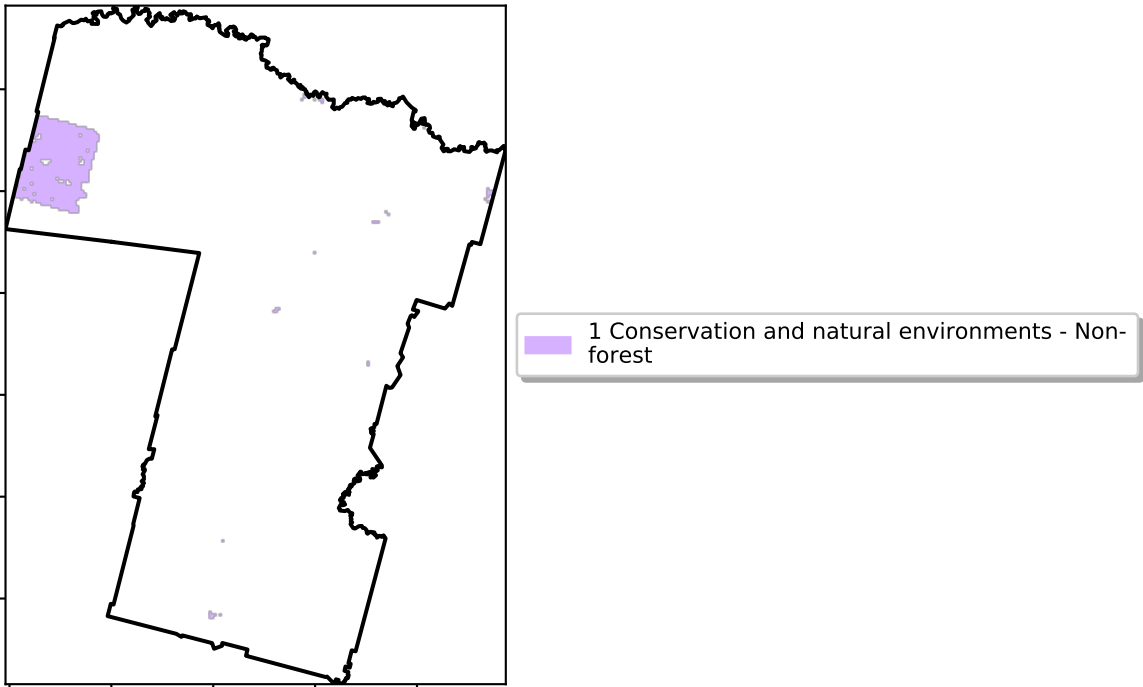 1 Conservation and natural environments - Non-
forest